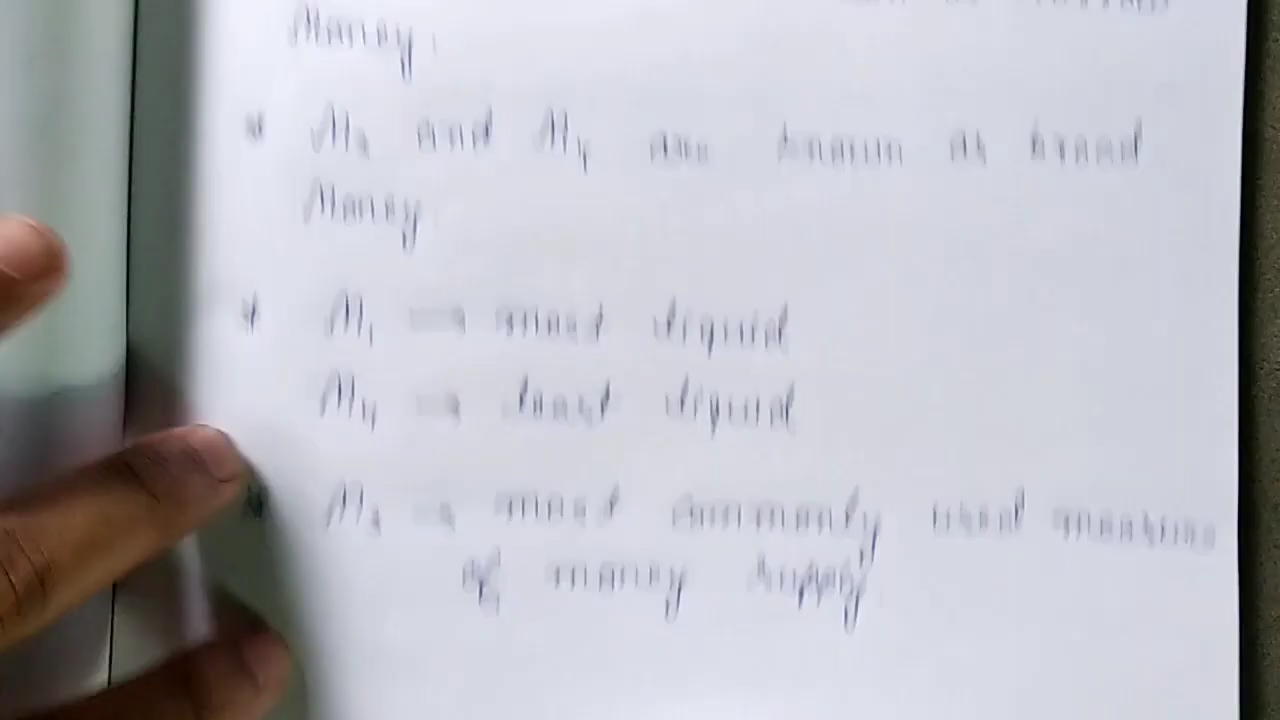 Money.
* M3 and M4 are known as broad
Money.
* M1 → most liquid
M4 → least liquid
* M3 → most commonly used measure
of money supply